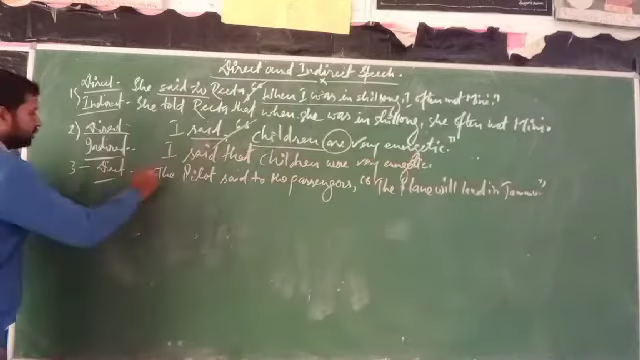 Direct and Indirect Speech.
1) Direct - She said to Reeta, "When I was in shillong, I often met Mini."
Indirect - She told Reeta that when she was in shillong, she often met Mini.
2) Direct - I said, "Children are very energetic."
Indirect - I said that children were very energetic.
3 - Direct - The Pilot said to the passengers, "The Plane will land in Jammu."